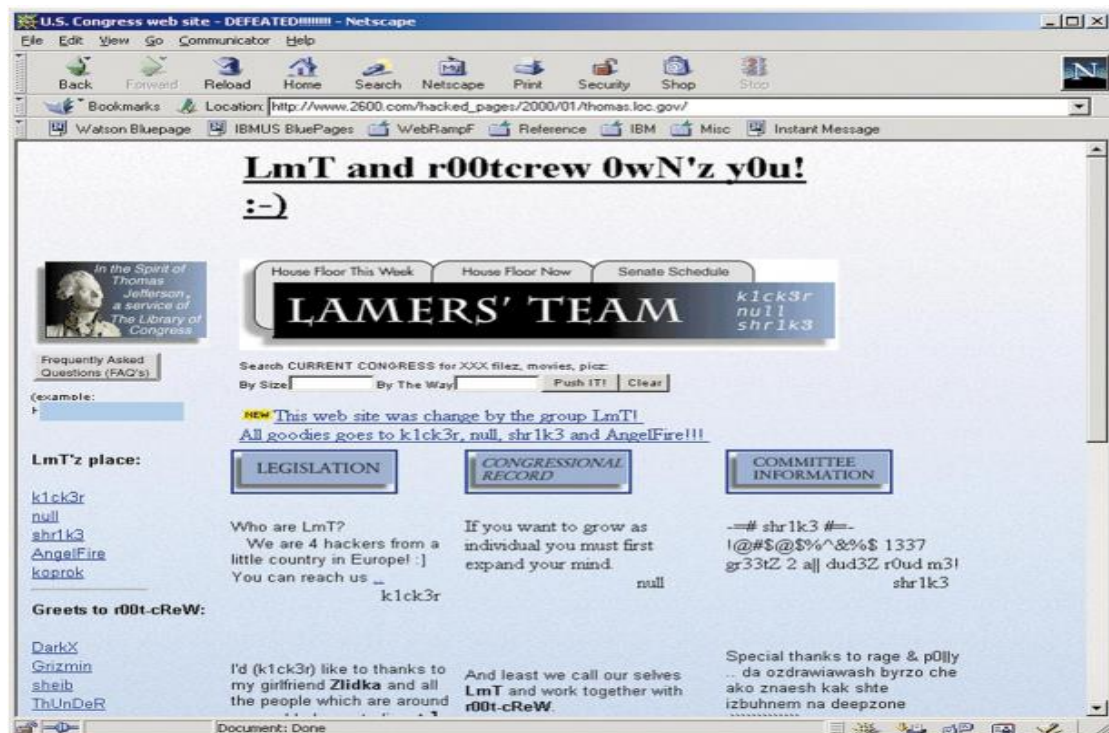 U.S. Congress web site - DEFEATED!!!!!!!!! - Netscape
File Edit View Go Communicator Help
Back Forward Reload Home Search Netscape Print Security Shop Stop
Bookmarks Location: http://www.2600.com/hacked_pages/2000/01/thomas.loc.gov/
Watson Bluepage IBMUS BluePages WebRampF Reference IBM Misc Instant Message
LmT and r00tcrew 0wN'z y0u!
:-)
In the Spirit of
Thomas
Jefferson,
a service of
The Library of
Congress
House Floor This Week House Floor Now Senate Schedule
LAMERS' TEAM
k1ck3r
null
shr1k3
Frequently Asked
Questions (FAQ's)
Search CURRENT CONGRESS for XXX filez, movies, picz:
By Size By The Way Push IT! Clear
(example:
NEW This web site was change by the group LmT!
All goodies goes to k1ck3r, null, shr1k3 and AngelFire!!!
LmT'z place:
k1ck3r
null
shr1k3
AngelFire
koprok
Greets to r00t-cReW:
DarkX
Grizmin
sheib
ThUnDeR
LEGISLATION
Who are LmT?
We are 4 hackers from a
little country in Europe! :]
You can reach us ..
k1ck3r
I'd (k1ck3r) like to thanks to
my girlfriend Zlidka and all
the people which are around
CONGRESSIONAL
RECORD
If you want to grow as
individual you must first
expand your mind.
null
And least we call our selves
LmT and work together with
r00t-cReW.
COMMITTEE
INFORMATION
-=# shr1k3 #=-
!@#$@$%^&%$ 1337
gr33tZ 2 a|| dud3Z r0ud m3!
shr1k3
Special thanks to rage & p0||y
.. da ozdrawiawash byrzo che
ako znaesh kak shte
izbuhnem na deepzone
Document: Done